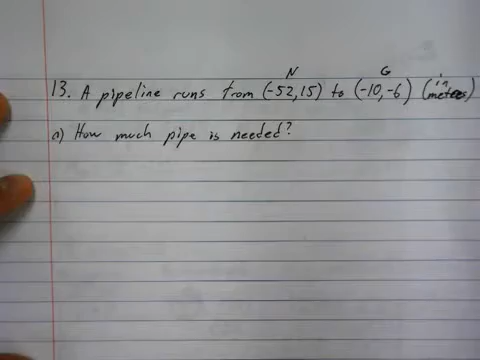 N G
13. A pipeline runs from (-52,15) to (-10,-6) (in meters)
a) How much pipe is needed?